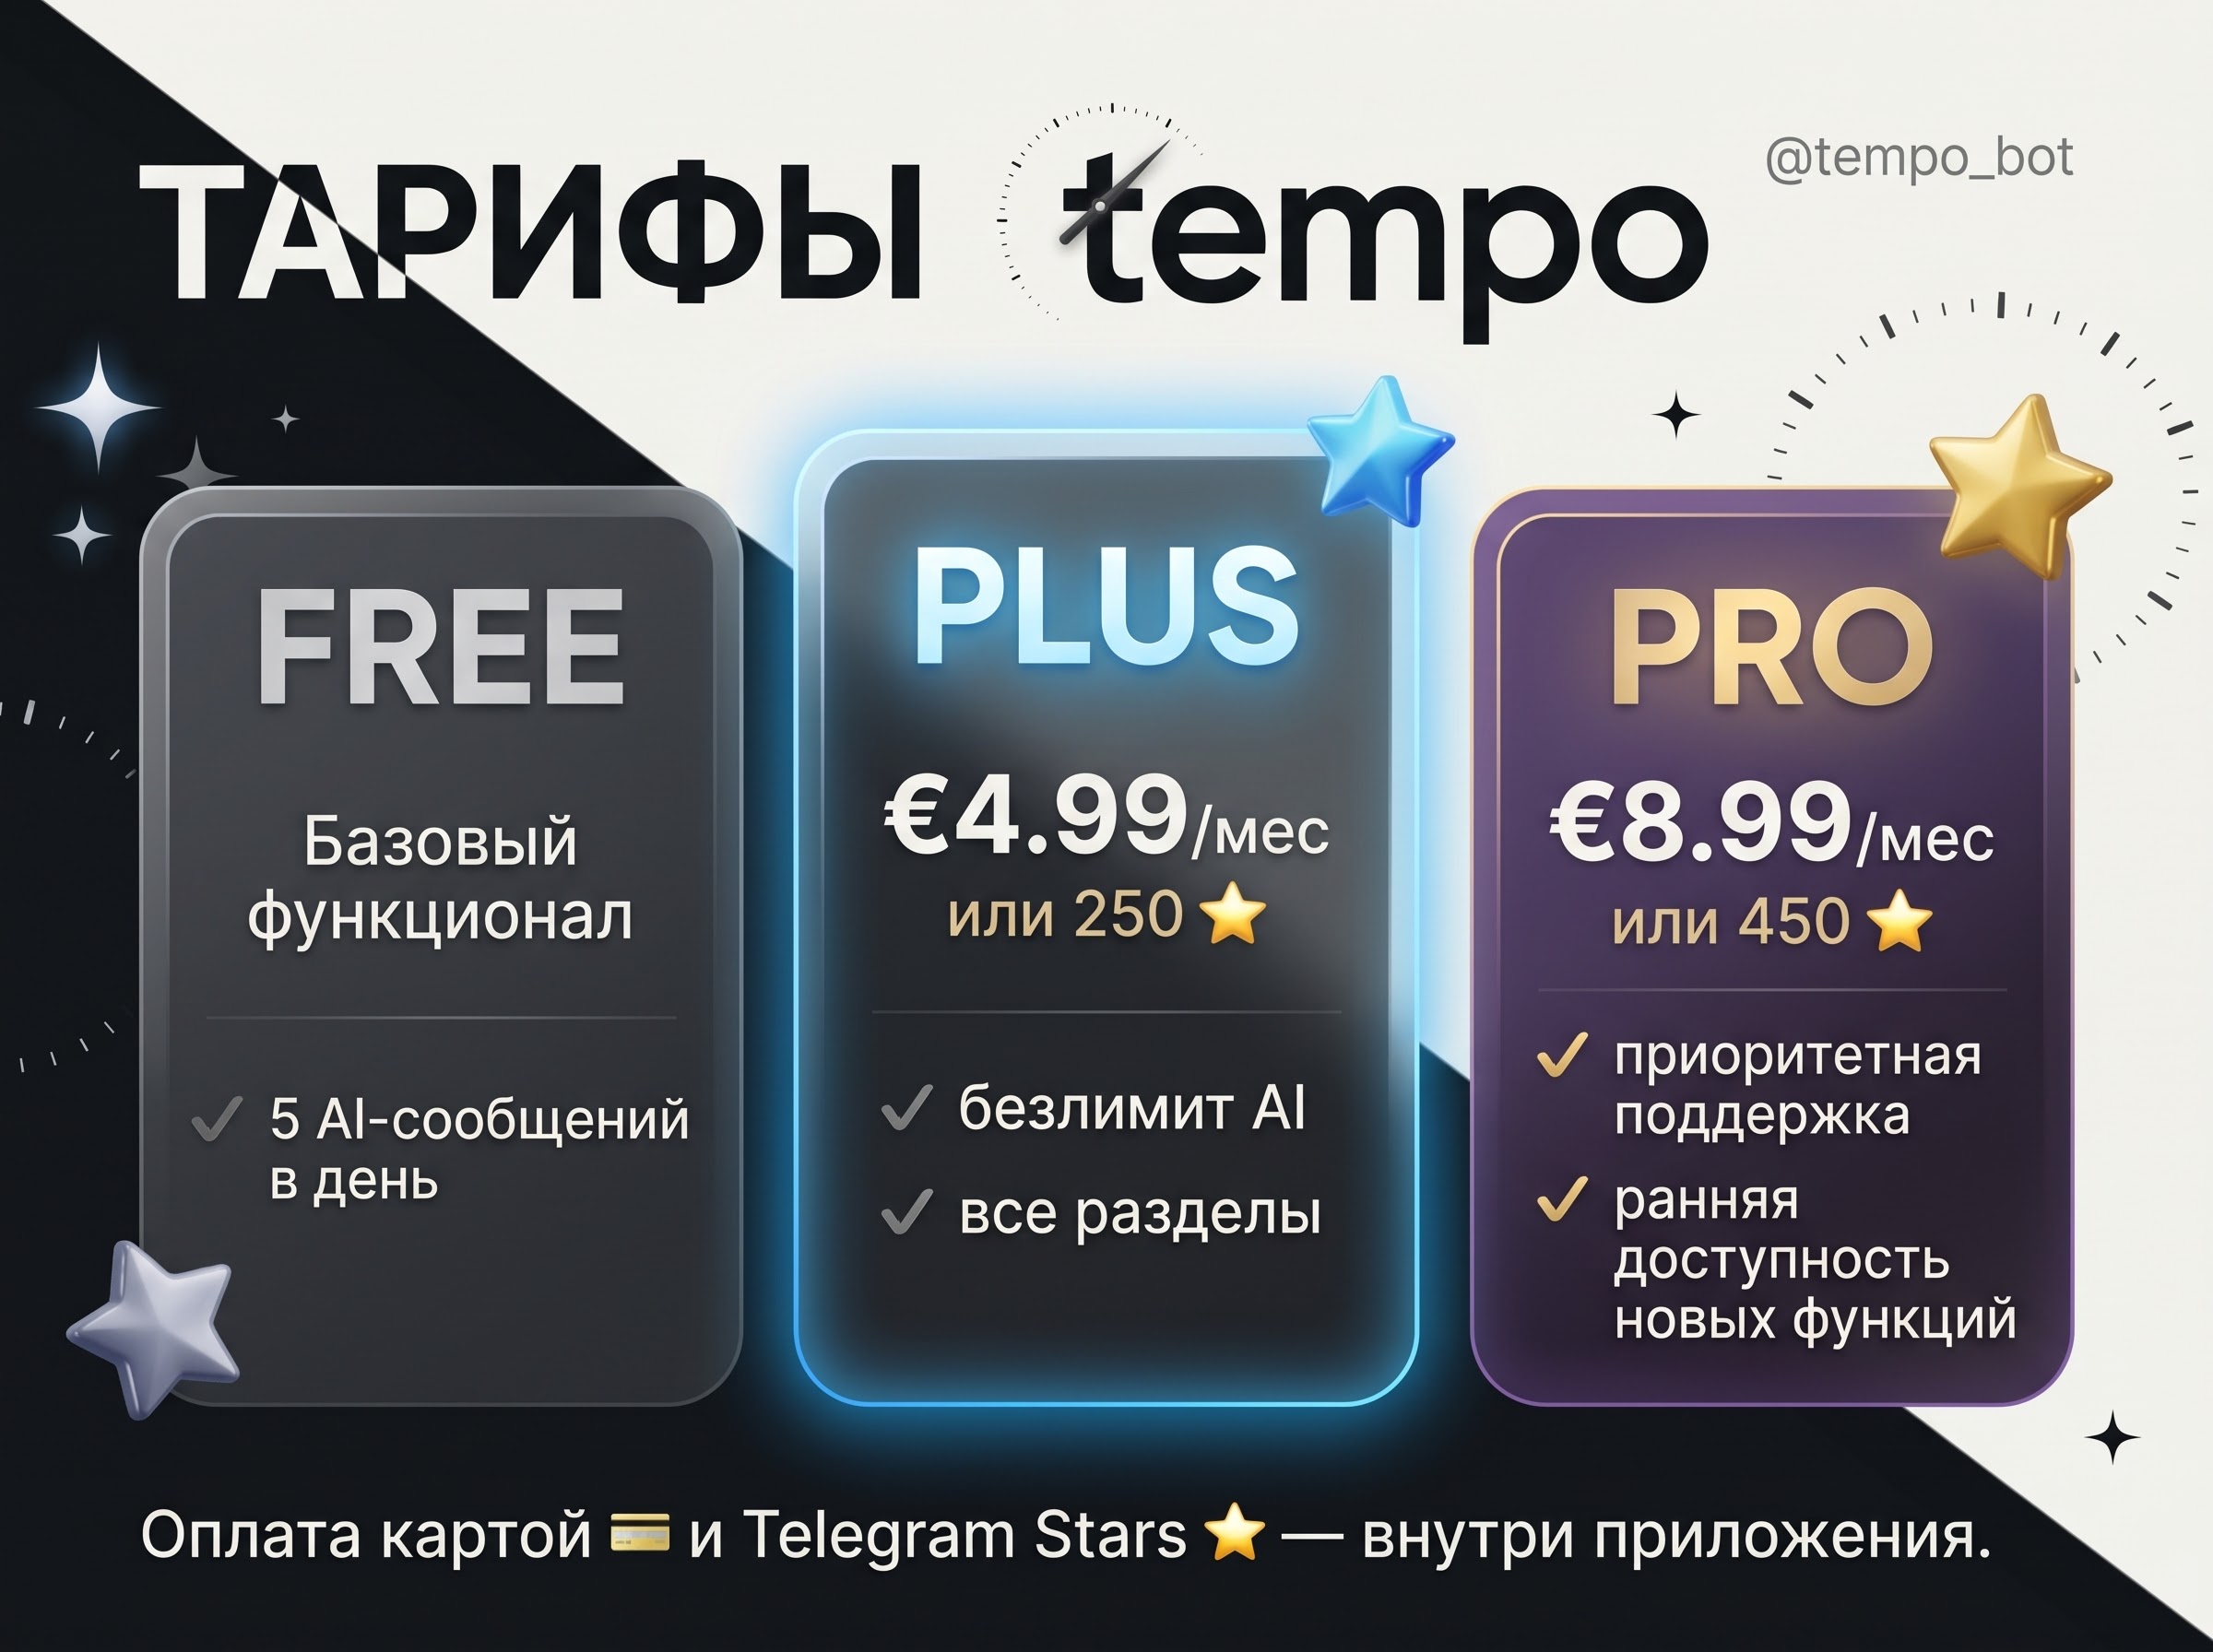 ТАРИФЫ tempo
@tempo_bot
FREE
Базовый
функционал
5 AI-сообщений
в день
PLUS
€4.99/мес
или 250 ⭐
безлимит AI
все разделы
PRO
€8.99/мес
или 450 ⭐
приоритетная
поддержка
ранняя
доступность
новых функций
Оплата картой 💳 и Telegram Stars ⭐ — внутри приложения.